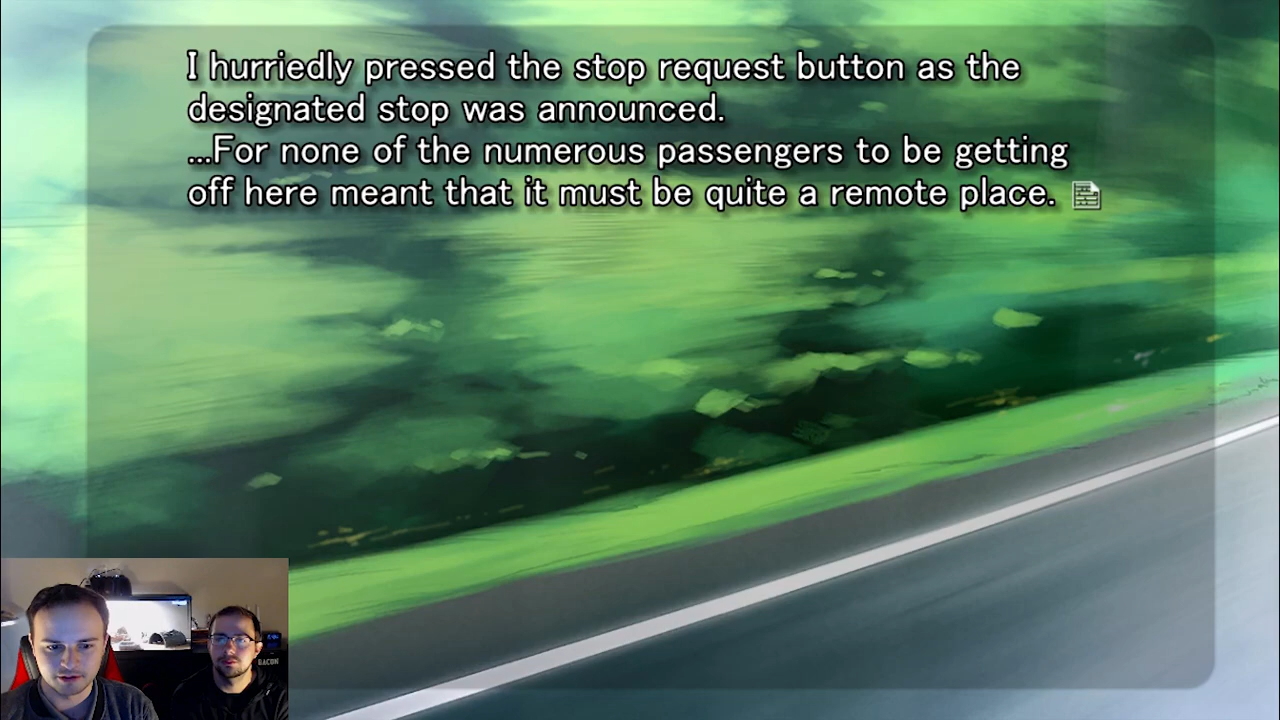 I hurriedly pressed the stop request button as the
designated stop was announced.
...For none of the numerous passengers to be getting
off here meant that it must be quite a remote place.
BACON